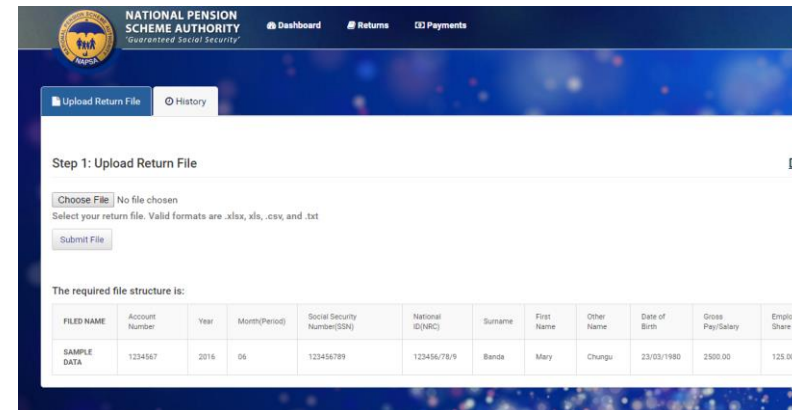 NATIONAL PENSION
SCHEME AUTHORITY
'Guaranteed Social Security'
NAPSA
Dashboard
Returns
Payments
Upload Return File
History
Step 1: Upload Return File
Choose File No file chosen
Select your return file. Valid formats are .xlsx, xls, .csv, and .txt
Submit File
The required file structure is:
FILED NAME Account Number Year Month(Period) Social Security Number(SSN) National ID(NRC) Surname First Name Other Name Date of Birth Gross Pay/Salary Emplo Share
SAMPLE DATA 1234567 2016 06 123456789 123456/78/9 Banda Mary Chungu 23/03/1980 2500.00 125.00